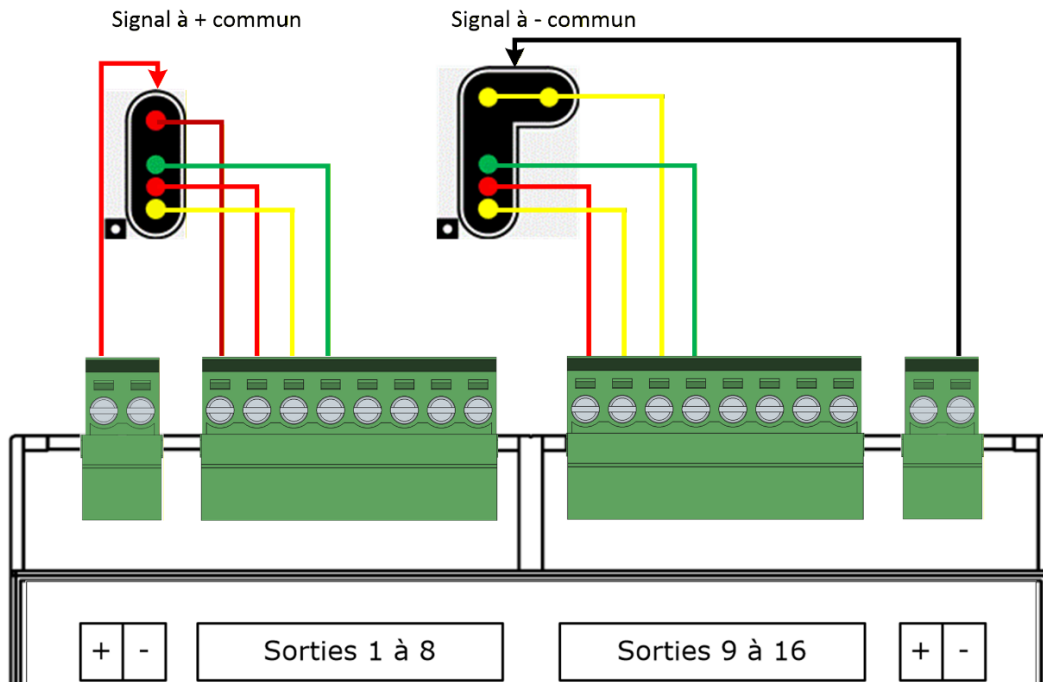 Signal à + commun
Signal à - commun
+ -
Sorties 1 à 8
Sorties 9 à 16
+ -